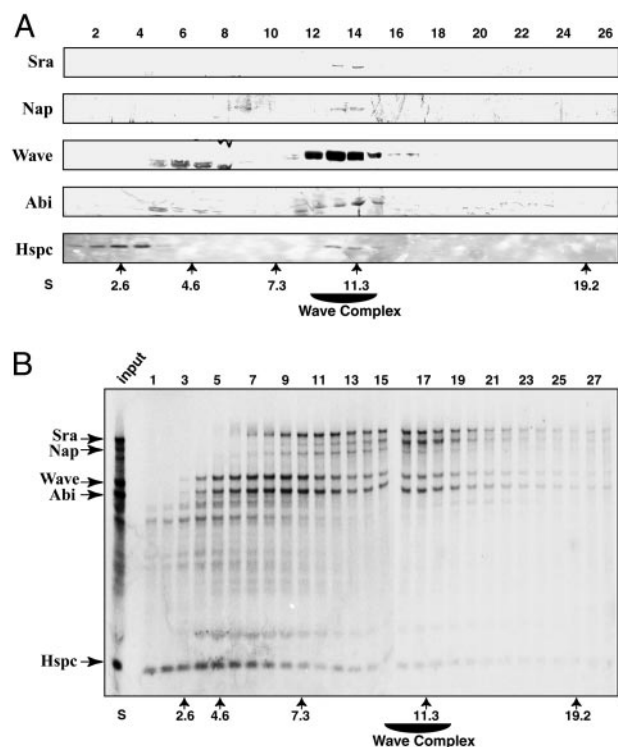 A
2 4 6 8 10 12 14 16 18 20 22 24 26
Sra
Nap
Wave
Abi
Hspc
S 2.6 4.6 7.3 11.3 19.2
Wave Complex
B
Input 1 3 5 7 9 11 13 15 17 19 21 23 25 27
Sra
Nap
Wave
Abi
Hspc
S 2.6 4.6 7.3 11.3 19.2
Wave Complex